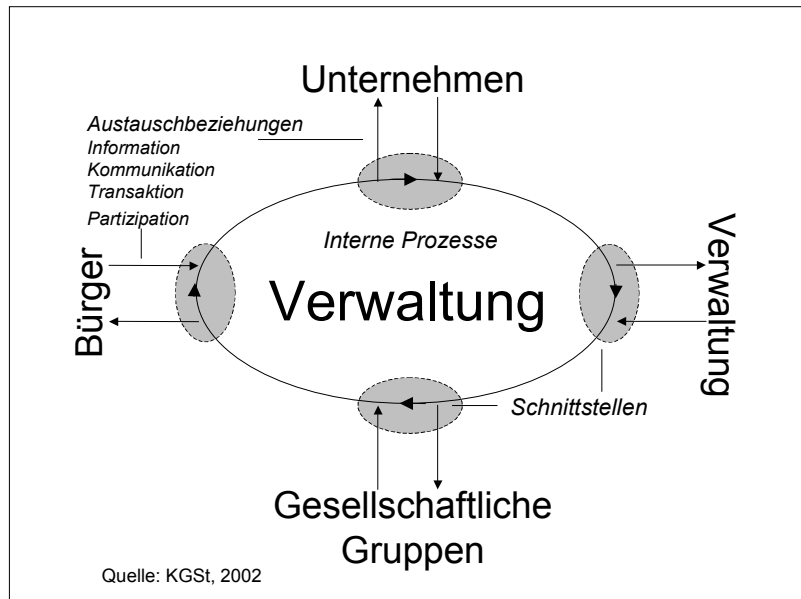 Unternehmen
Austauschbeziehungen
Information
Kommunikation
Transaktion
Partizipation
Interne Prozesse
Bürger
Verwaltung
Verwaltung
Schnittstellen
Gesellschaftliche
Gruppen
Quelle: KGSt, 2002